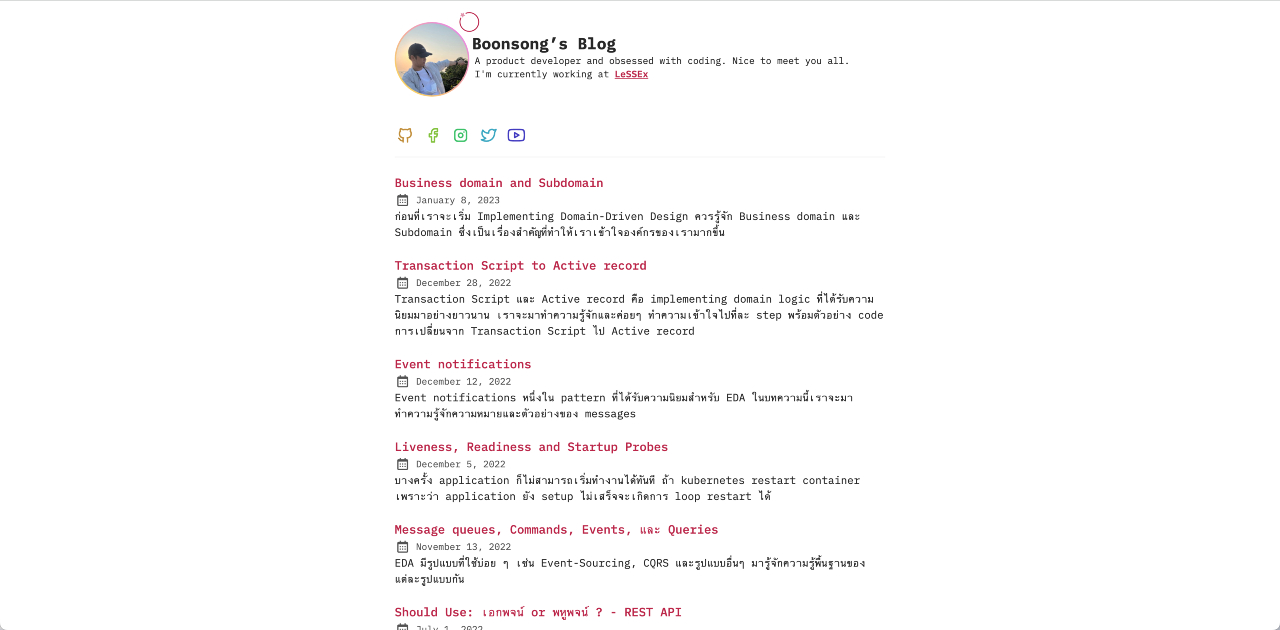 Boonsong’s Blog
A product developer and obsessed with coding. Nice to meet you all.
I'm currently working at LeSSEx
Business domain and Subdomain
January 8, 2023
ก่อนที่เราจะเริ่ม Implementing Domain-Driven Design ควรรู้จัก Business domain และ
Subdomain ซึ่งเป็นเรื่องสำคัญที่ทำให้เราเข้าใจองค์กรของเรามากขึ้น
Transaction Script to Active record
December 28, 2022
Transaction Script และ Active record คือ implementing domain logic ที่ได้รับความ
นิยมมาอย่างยาวนาน เราจะมาทำความรู้จักและค่อยๆ ทำความเข้าใจไปที่ละ step พร้อมตัวอย่าง code
การเปลี่ยนจาก Transaction Script ไป Active record
Event notifications
December 12, 2022
Event notifications หนึ่งใน pattern ที่ได้รับความนิยมสำหรับ EDA ในบทความนี้เราจะมา
ทำความรู้จักความหมายและตัวอย่างของ messages
Liveness, Readiness and Startup Probes
December 5, 2022
บางครั้ง application ก็ไม่สามารถเริ่มทำงานได้ทันที ถ้า kubernetes restart container
เพราะว่า application ยัง setup ไม่เสร็จจะเกิดการ loop restart ได้
Message queues, Commands, Events, และ Queries
November 13, 2022
EDA มีรูปแบบที่ใช้บ่อย ๆ เช่น Event-Sourcing, CQRS และรูปแบบอื่นๆ มารู้จักความรู้พื้นฐานของ
แต่ละรูปแบบกัน
Should Use: เอกพจน์ or พหูพจน์ ? - REST API
July 1, 2022